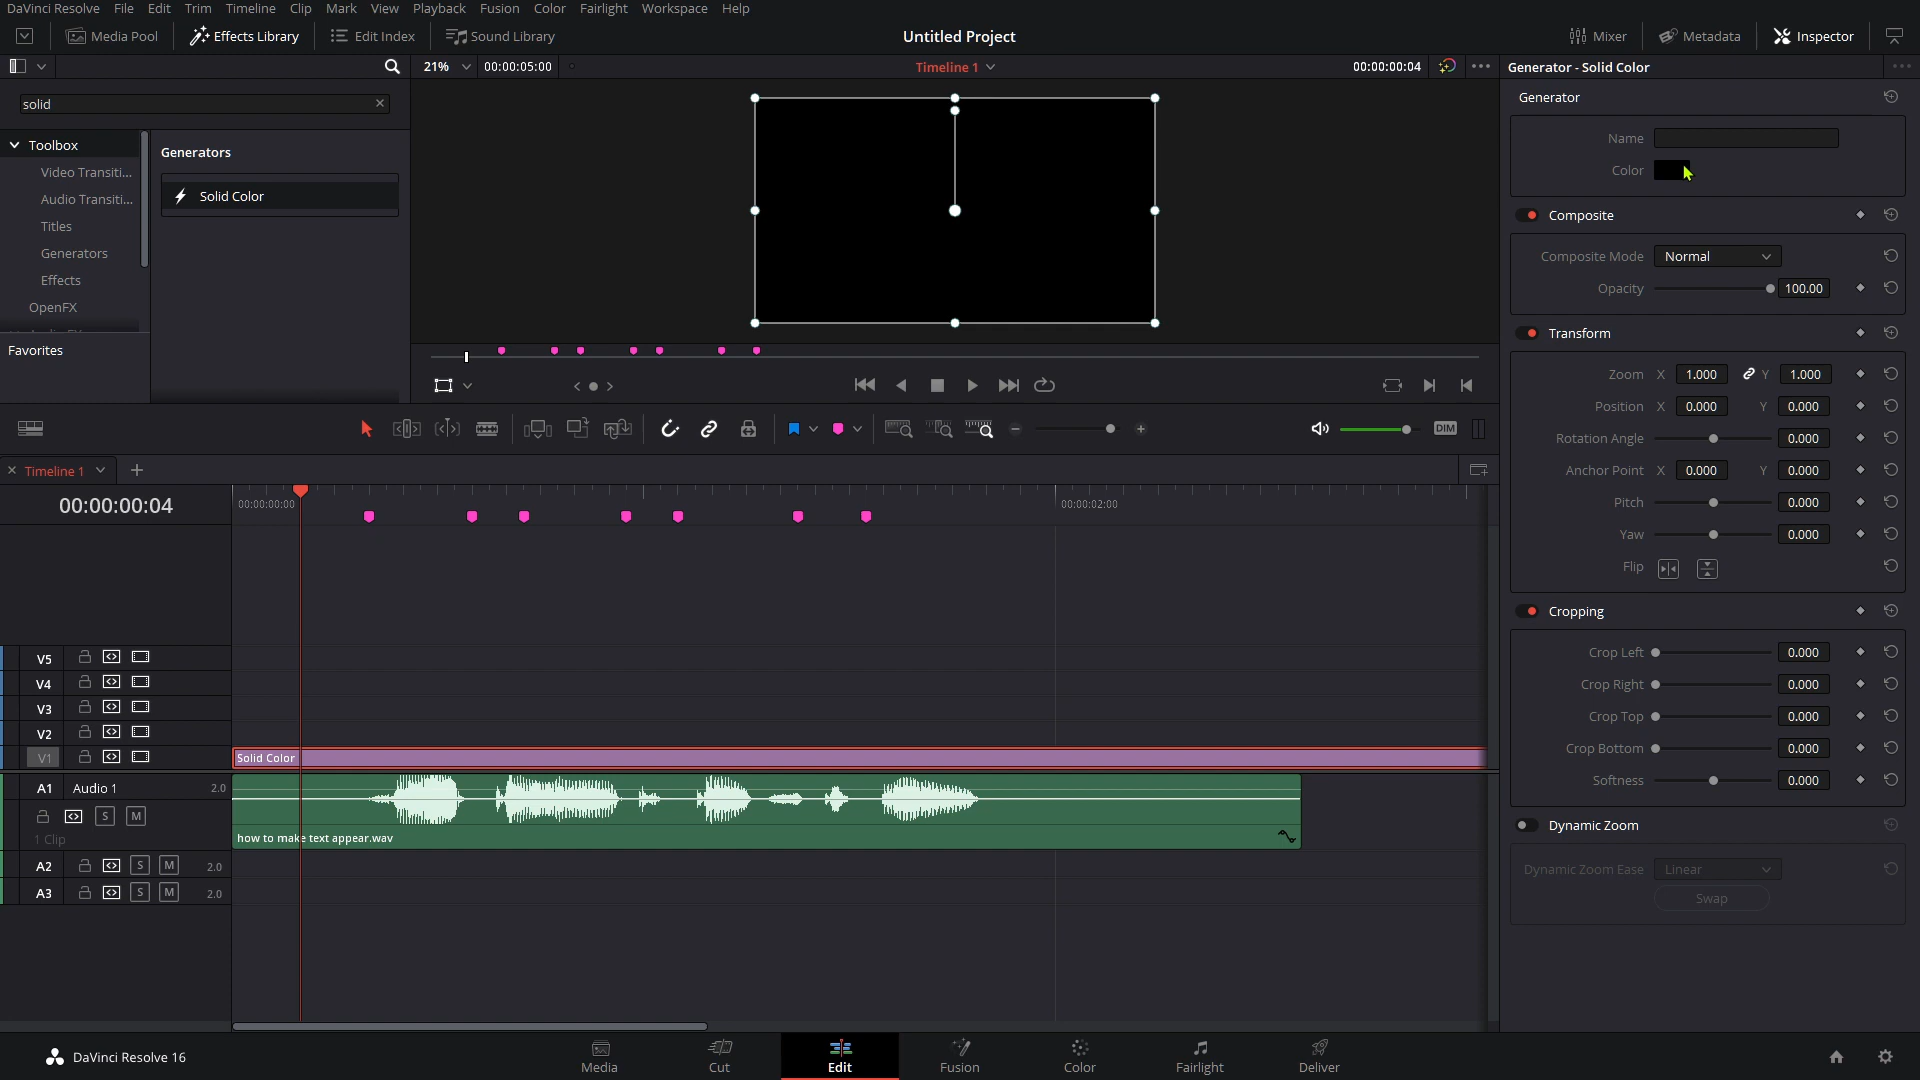 DaVinci Resolve File Edit Trim Timeline Clip Mark View Playback Fusion Color Fairlight Workspace Help
Media Pool Effects Library Edit Index Sound Library Untitled Project Mixer Metadata Inspector
21% 00:00:05:00 Timeline 1 00:00:00:04 Generator - Solid Color
solid
Toolbox
Video Transiti...
Audio Transiti...
Titles
Generators
Effects
OpenFX
Favorites
Generators
Solid Color
Generator
Name
Color
Composite
Composite Mode Normal
Opacity 100.00
Transform
Zoom X 1.000 Y 1.000
Position X 0.000 Y 0.000
Rotation Angle 0.000
Anchor Point X 0.000 Y 0.000
Pitch 0.000
Yaw 0.000
Flip
Cropping
Crop Left 0.000
Crop Right 0.000
Crop Top 0.000
Crop Bottom 0.000
Softness 0.000
Dynamic Zoom
Dynamic Zoom Ease Linear
Swap
DIM
Timeline 1
00:00:00:04 00:00:00:00 00:00:02:00
V5
V4
V3
V2
V1 Solid Color
A1 Audio 1 2.0
S M
1 Clip
how to make text appear.wav
A2 S M 2.0
A3 S M 2.0
DaVinci Resolve 16 Media Cut Edit Fusion Color Fairlight Deliver